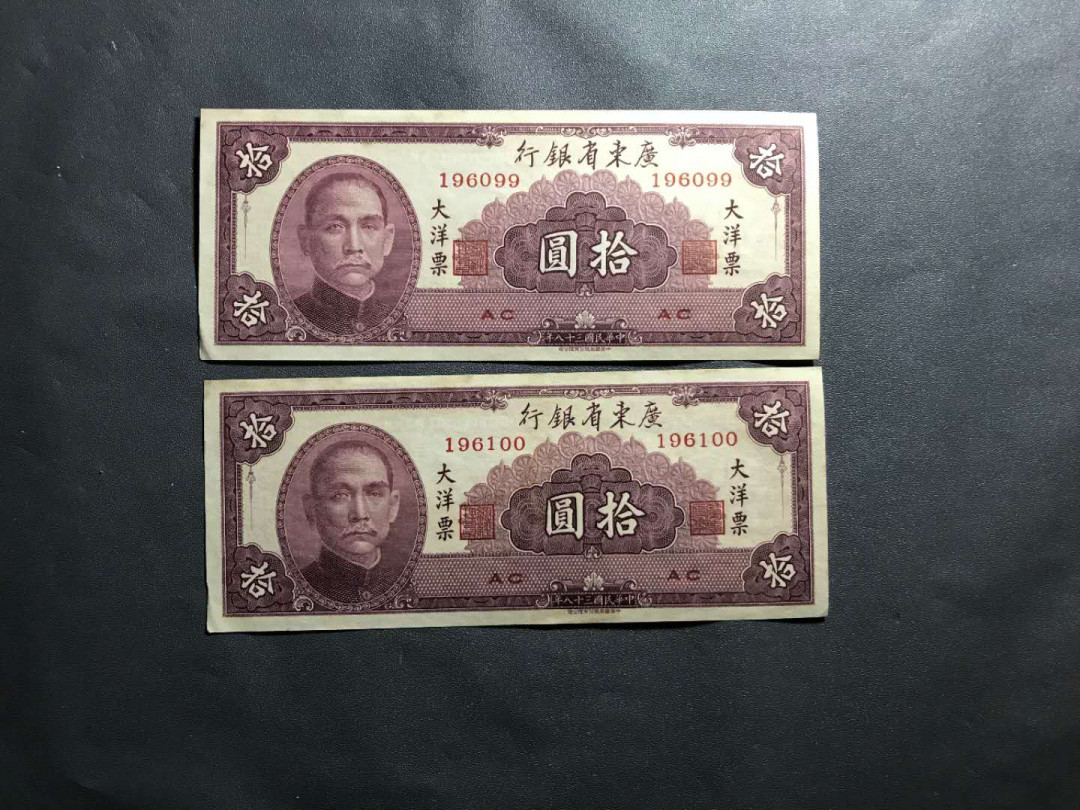 廣東省銀行
196099 196099
大洋票 大洋票
拾 拾
拾圓
拾 拾
AC AC
中華民國三十八年
廣東省銀行
196100 196100
大洋票 大洋票
拾 拾
拾圓
拾 拾
AC AC
中華民國三十八年